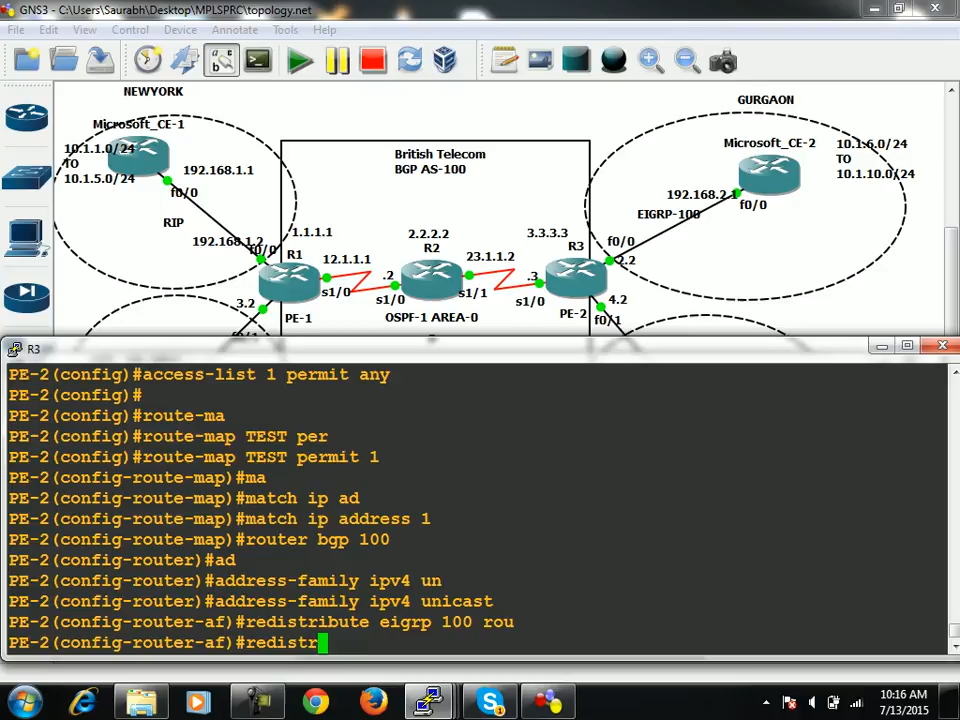 GNS3 - C:\Users\Saurabh\Desktop\MPLSPRC\topology.net
File Edit View Control Device Annotate Tools Help
NEWYORK
GURGAON
Microsoft_CE-1
Microsoft_CE-2
10.1.1.0/24
TO
10.1.5.0/24
192.168.1.1
f0/0
RIP
192.168.1.2
f0/0
British Telecom
BGP AS-100
10.1.6.0/24
TO
10.1.10.0/24
192.168.2.1
f0/0
EIGRP-100
1.1.1.1
2.2.2.2
3.3.3.3
R1
R2
R3
12.1.1.1
23.1.1.2
f0/0
2.2
.2
.3
s1/0
s1/0
s1/1
s1/0
3.2
PE-1
OSPF-1 AREA-0
PE-2
4.2
f0/1
f0/1
R3
PE-2(config)#access-list 1 permit any
PE-2(config)#
PE-2(config)#route-ma
PE-2(config)#route-map TEST per
PE-2(config)#route-map TEST permit 1
PE-2(config-route-map)#ma
PE-2(config-route-map)#match ip ad
PE-2(config-route-map)#match ip address 1
PE-2(config-route-map)#router bgp 100
PE-2(config-router)#ad
PE-2(config-router)#address-family ipv4 un
PE-2(config-router)#address-family ipv4 unicast
PE-2(config-router-af)#redistribute eigrp 100 rou
PE-2(config-router-af)#redistr
10:16 AM
7/13/2015